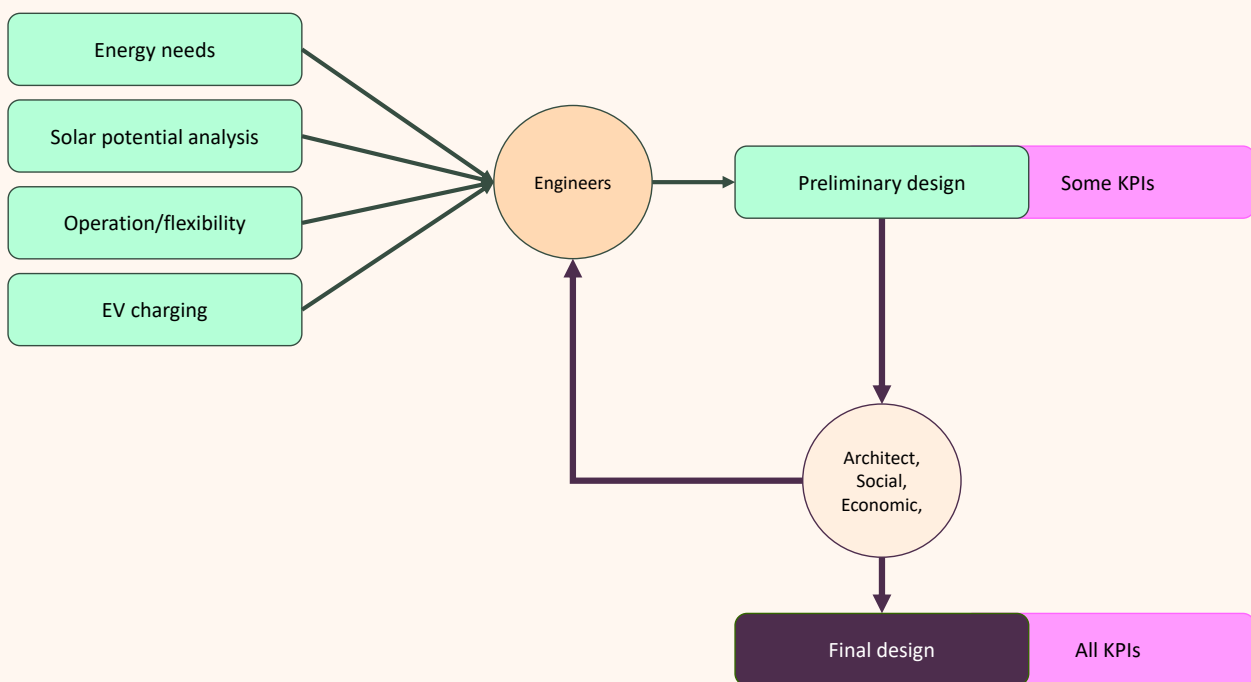 Energy needs
Solar potential analysis
Operation/flexibility
EV charging
Engineers
Preliminary design
Some KPIs
Architect,
Social,
Economic,
Final design
All KPIs